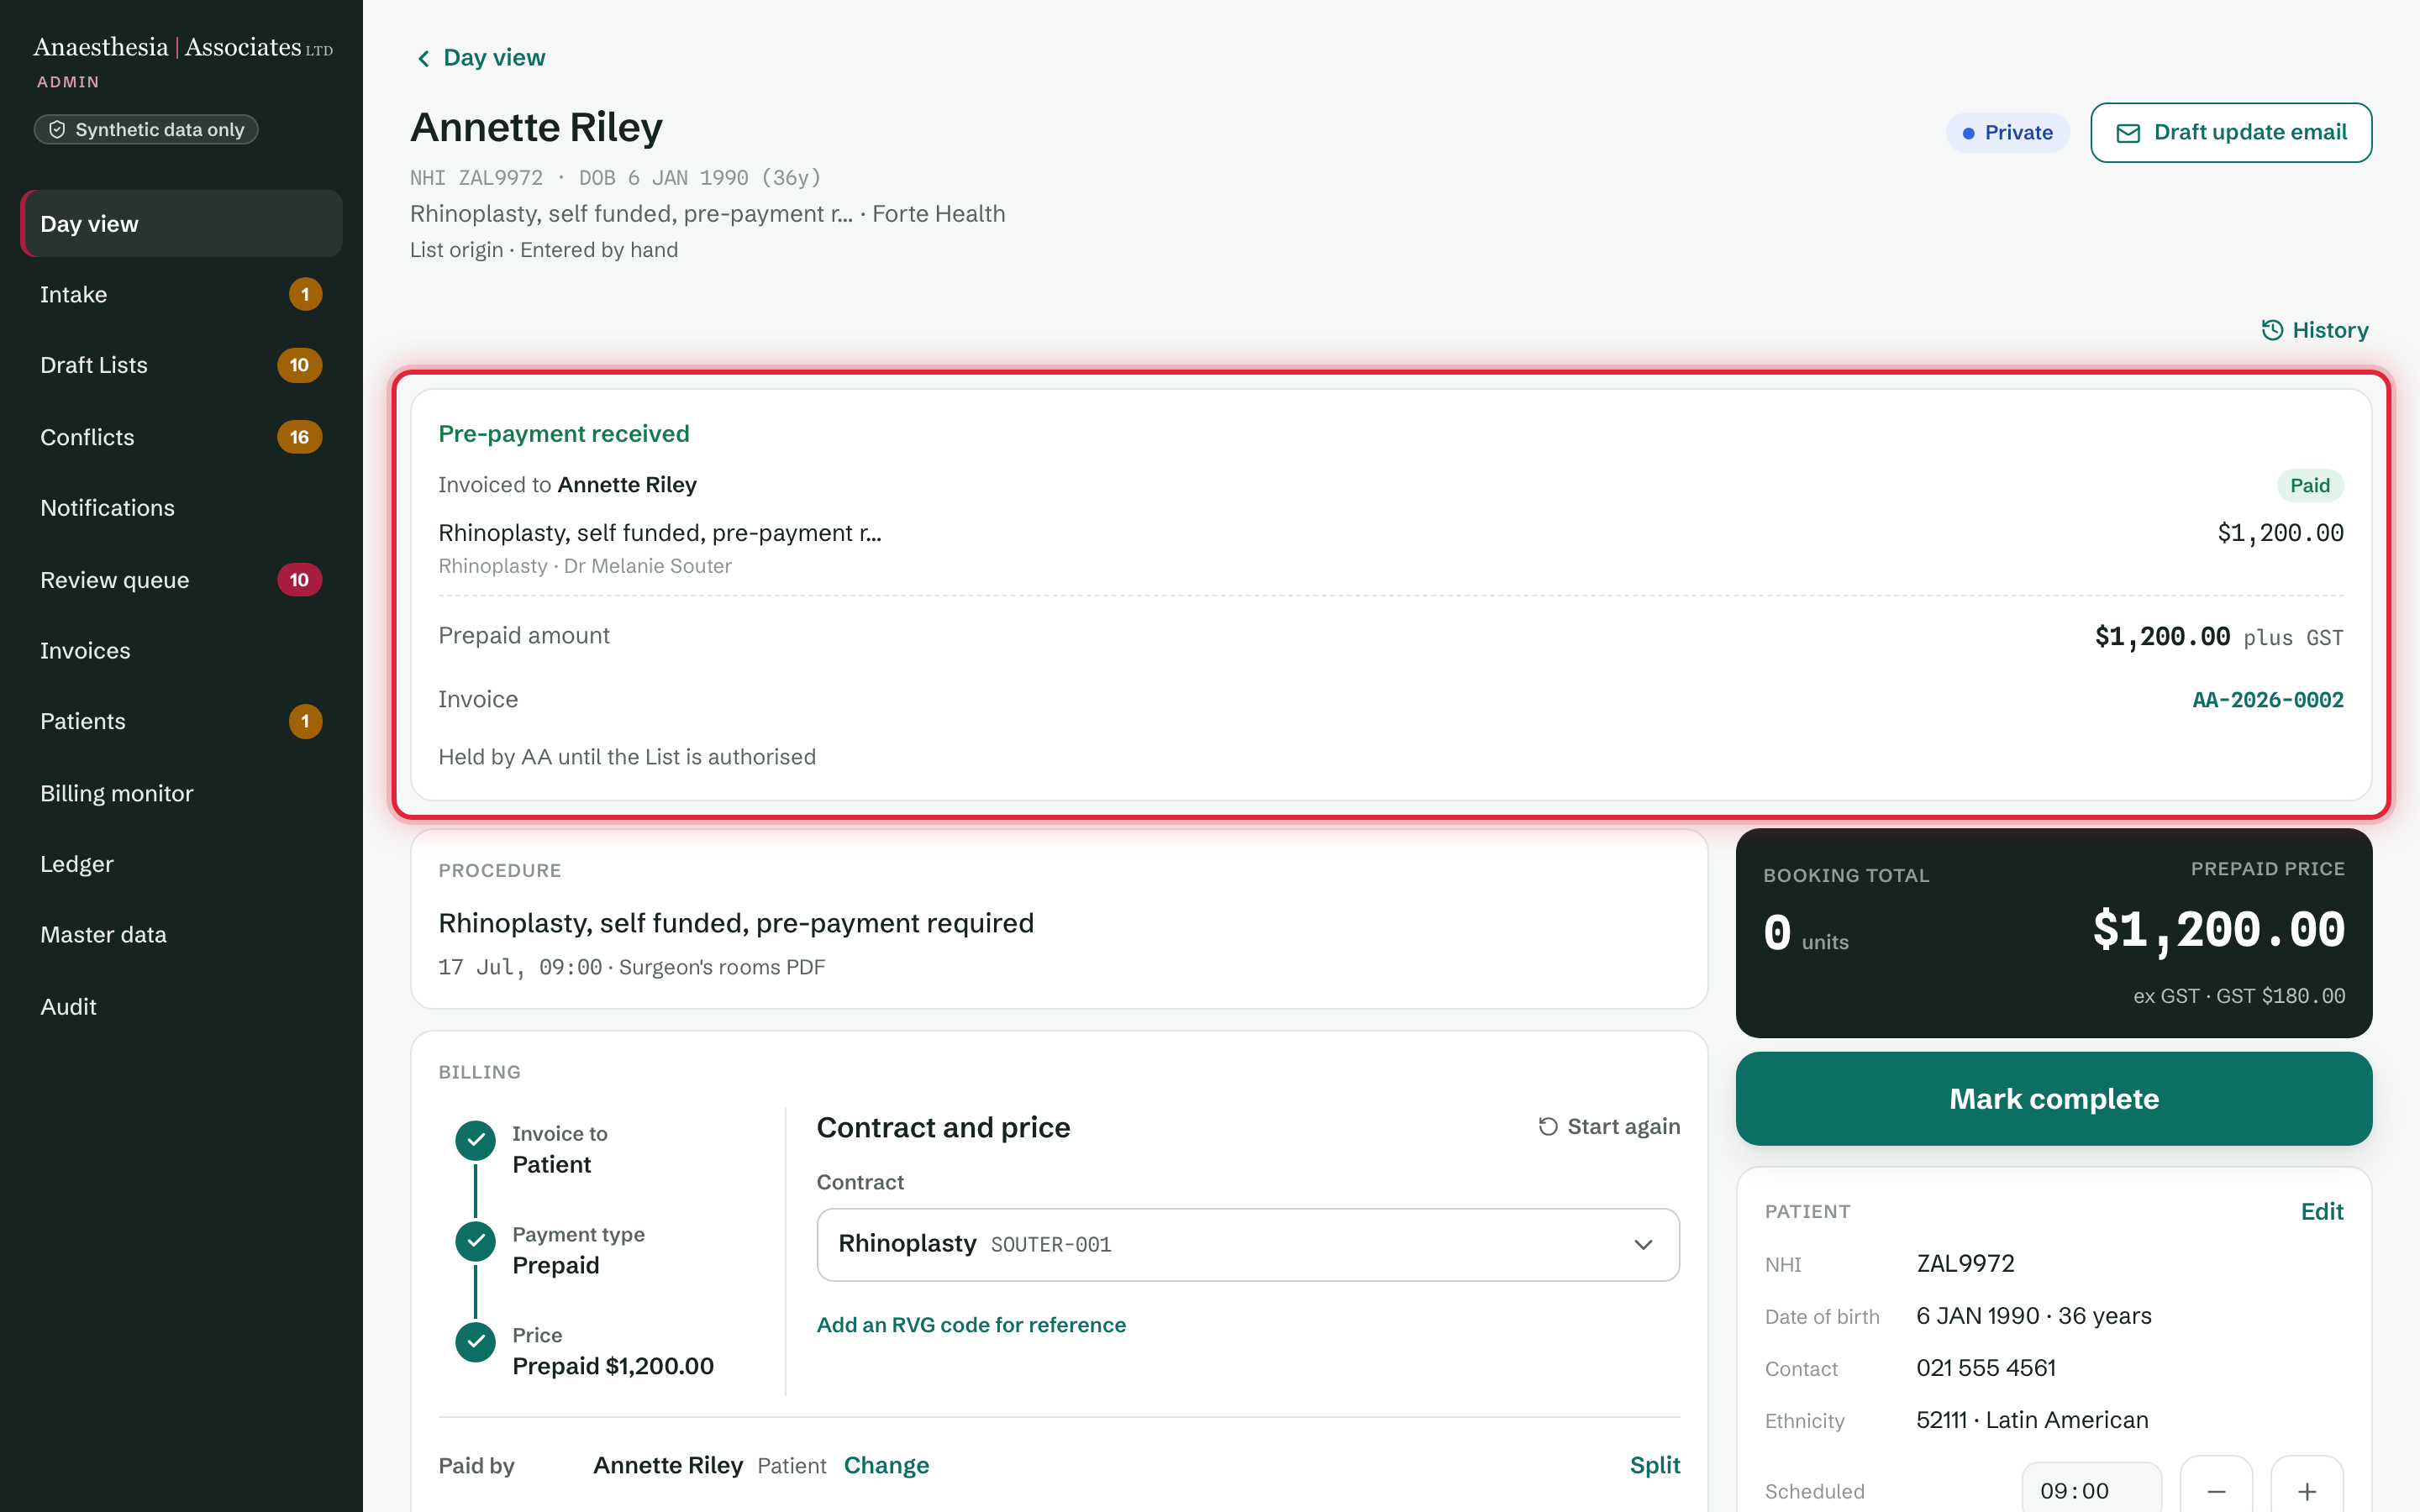 Anaesthesia | Associates LTD
ADMIN
Synthetic data only
Day view
Intake 1
Draft Lists 10
Conflicts 16
Notifications
Review queue 10
Invoices
Patients 1
Billing monitor
Ledger
Master data
Audit
Day view
Annette Riley
Private
Draft update email
NHI ZAL9972 · DOB 6 JAN 1990 (36y)
Rhinoplasty, self funded, pre-payment r... · Forte Health
List origin · Entered by hand
History
Pre-payment received
Invoiced to Annette Riley
Paid
Rhinoplasty, self funded, pre-payment r...
$1,200.00
Rhinoplasty · Dr Melanie Souter
Prepaid amount
$1,200.00 plus GST
Invoice
AA-2026-0002
Held by AA until the List is authorised
PROCEDURE
Rhinoplasty, self funded, pre-payment required
17 Jul, 09:00 · Surgeon's rooms PDF
BOOKING TOTAL
PREPAID PRICE
0 units
$1,200.00
ex GST · GST $180.00
Mark complete
BILLING
Invoice to
Patient
Payment type
Prepaid
Price
Prepaid $1,200.00
Contract and price
Start again
Contract
Rhinoplasty SOUTER-001
Add an RVG code for reference
Paid by
Annette Riley Patient Change
Split
PATIENT
Edit
NHI ZAL9972
Date of birth 6 JAN 1990 · 36 years
Contact 021 555 4561
Ethnicity 52111 · Latin American
Scheduled 09:00 − +